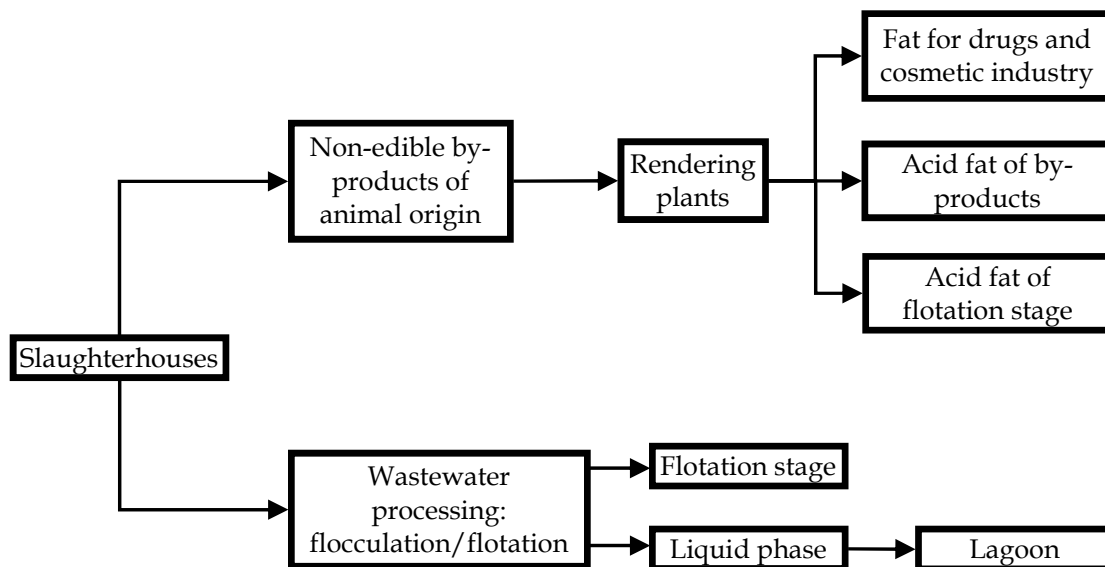 Fat for drugs and
cosmetic industry
Non-edible by-
products of
animal origin
Rendering
plants
Acid fat of by-
products
Acid fat of
flotation stage
Slaughterhouses
Wastewater
processing:
flocculation/flotation
Flotation stage
Liquid phase
Lagoon